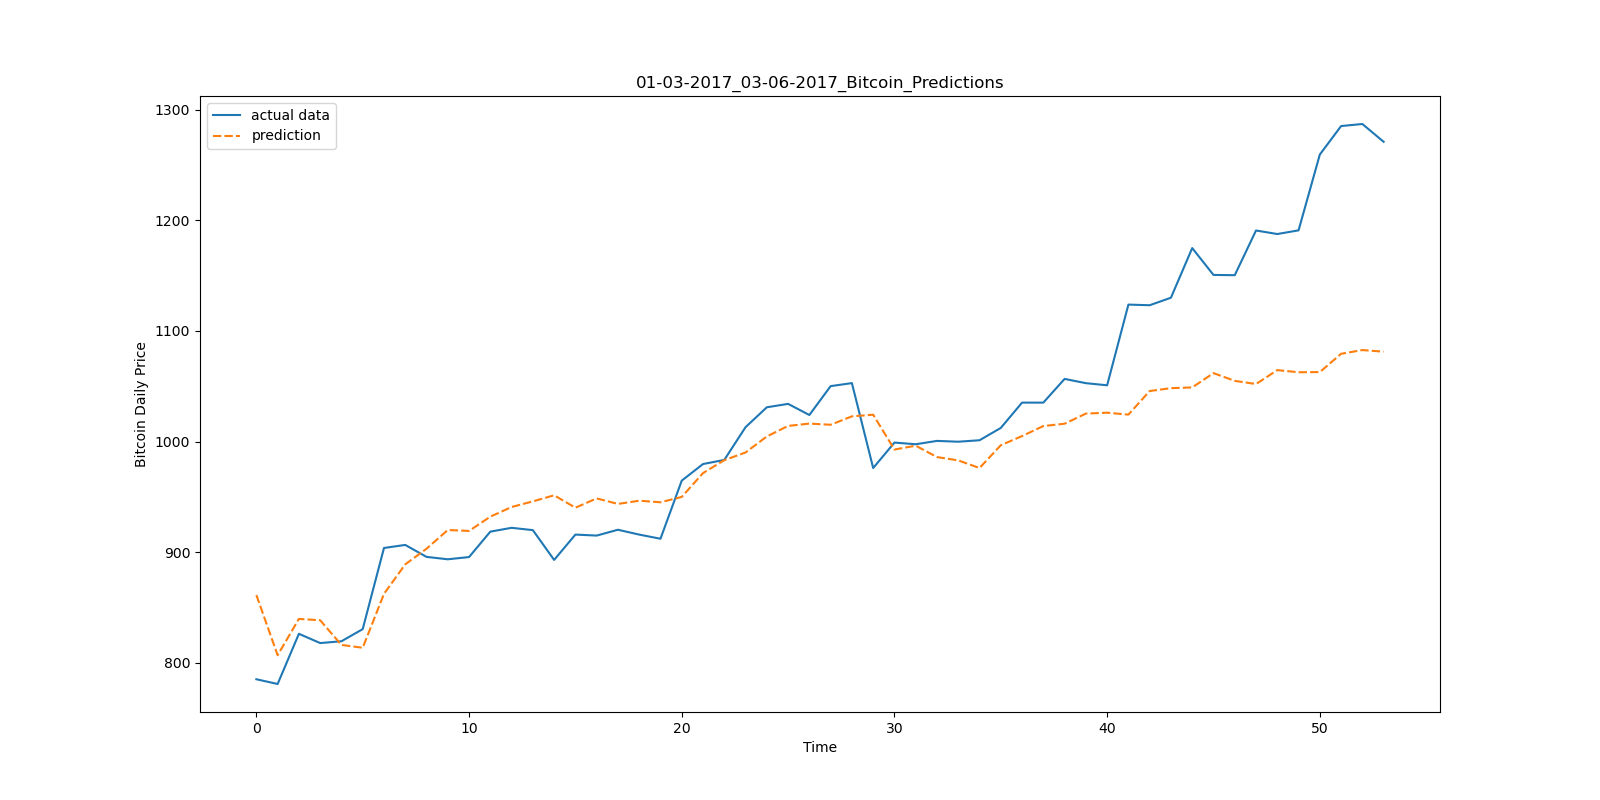 01-03-2017_03-06-2017_Bitcoin_Predictions
actual data
prediction
1300
1200
1100
1000
900
800
Bitcoin Daily Price
0 10 20 30 40 50
Time